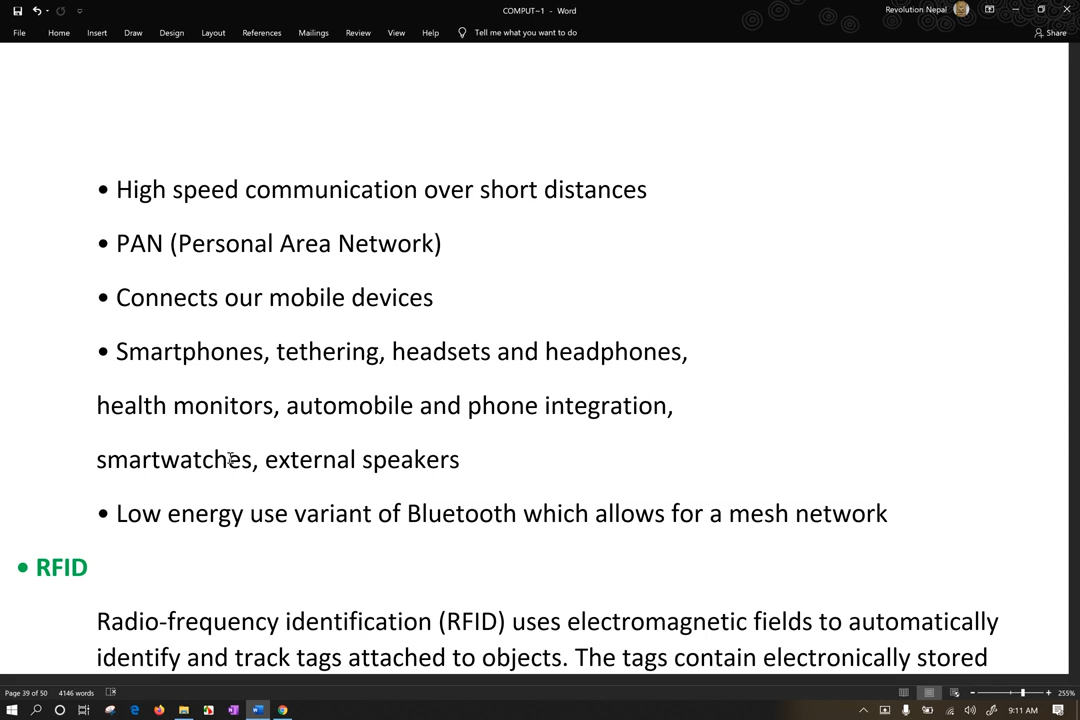 COMPUT~1 - Word
Revolution Nepal
File Home Insert Draw Design Layout References Mailings Review View Help Tell me what you want to do Share
• High speed communication over short distances
• PAN (Personal Area Network)
• Connects our mobile devices
• Smartphones, tethering, headsets and headphones,
health monitors, automobile and phone integration,
smartwatches, external speakers
• Low energy use variant of Bluetooth which allows for a mesh network
• RFID
Radio-frequency identification (RFID) uses electromagnetic fields to automatically
identify and track tags attached to objects. The tags contain electronically stored
Page 39 of 50 4146 words 255%
9:11 AM